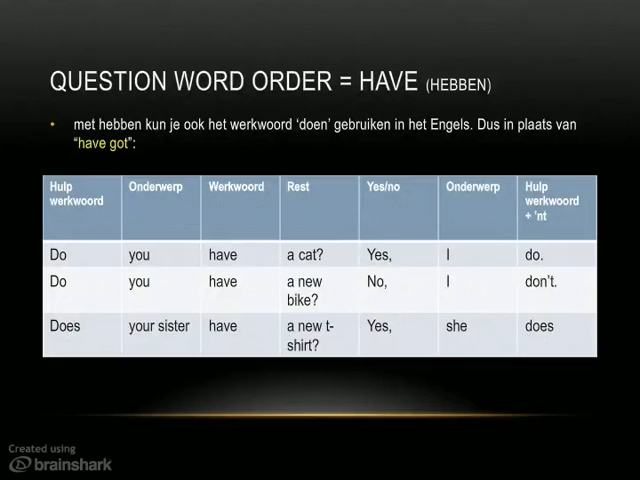 QUESTION WORD ORDER = HAVE (HEBBEN)
• met hebben kun je ook het werkwoord ‘doen’ gebruiken in het Engels. Dus in plaats van
“have got”:
Hulp werkwoord Onderwerp Werkwoord Rest Yes/no Onderwerp Hulp werkwoord + ’nt
Do you have a cat? Yes, I do.
Do you have a new bike? No, I don’t.
Does your sister have a new t-shirt? Yes, she does
Created using
brainshark